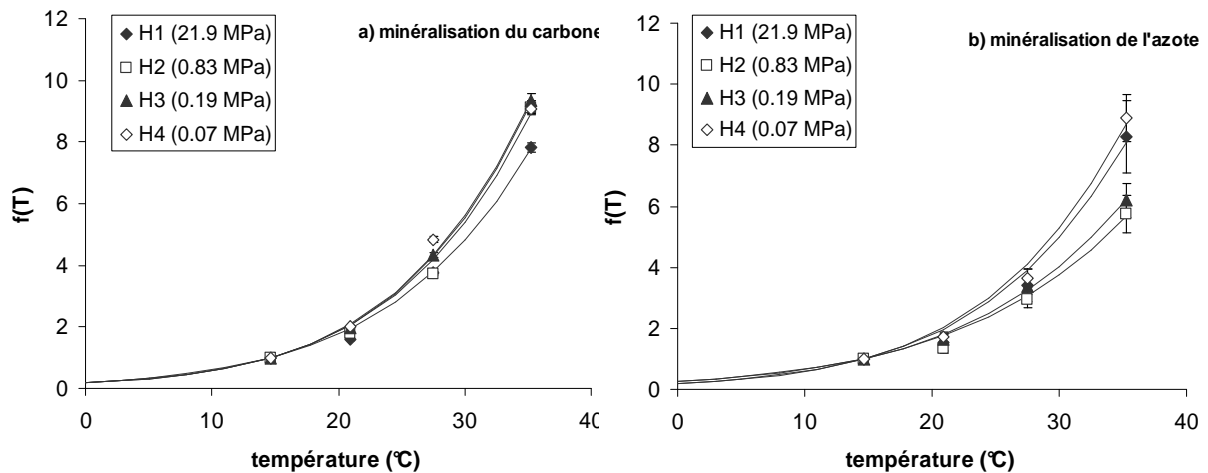 a) minéralisation du carbone
H1 (21.9 MPa)
H2 (0.83 MPa)
H3 (0.19 MPa)
H4 (0.07 MPa)
12
10
8
6
4
2
0
f(T)
0 10 20 30 40
température (°C)
b) minéralisation de l'azote
H1 (21.9 MPa)
H2 (0.83 MPa)
H3 (0.19 MPa)
H4 (0.07 MPa)
12
10
8
6
4
2
0
f(T)
0 10 20 30 40
température (°C)